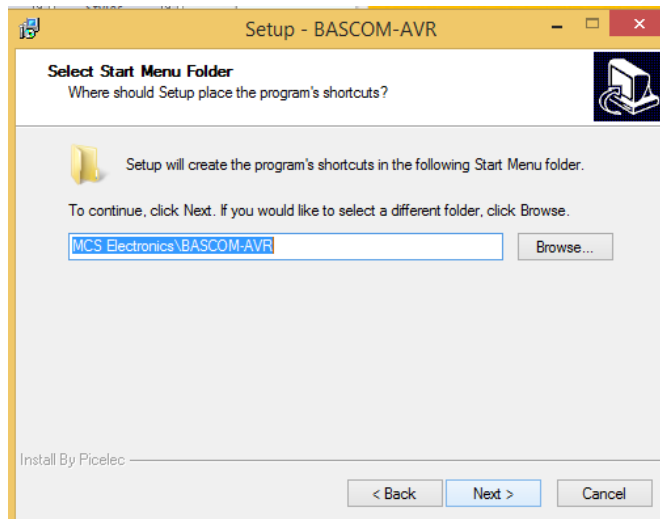 Setup - BASCOM-AVR
Select Start Menu Folder
Where should Setup place the program's shortcuts?
Setup will create the program's shortcuts in the following Start Menu folder.
To continue, click Next. If you would like to select a different folder, click Browse.
MCS Electronics\BASCOM-AVR
Browse...
Install By Picelec
< Back
Next >
Cancel